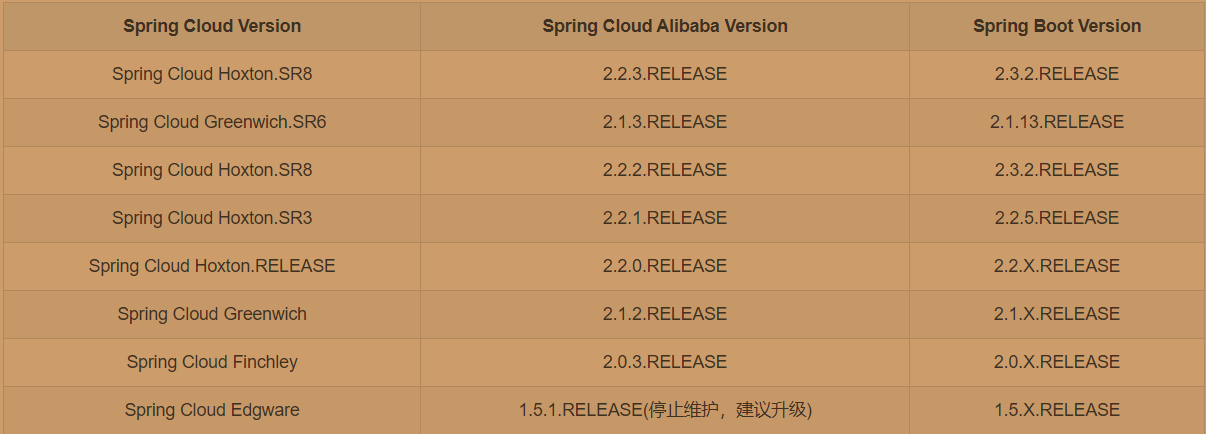 Spring Cloud Version Spring Cloud Alibaba Version Spring Boot Version
Spring Cloud Hoxton.SR8 2.2.3.RELEASE 2.3.2.RELEASE
Spring Cloud Greenwich.SR6 2.1.3.RELEASE 2.1.13.RELEASE
Spring Cloud Hoxton.SR8 2.2.2.RELEASE 2.3.2.RELEASE
Spring Cloud Hoxton.SR3 2.2.1.RELEASE 2.2.5.RELEASE
Spring Cloud Hoxton.RELEASE 2.2.0.RELEASE 2.2.X.RELEASE
Spring Cloud Greenwich 2.1.2.RELEASE 2.1.X.RELEASE
Spring Cloud Finchley 2.0.3.RELEASE 2.0.X.RELEASE
Spring Cloud Edgware 1.5.1.RELEASE(停止维护，建议升级) 1.5.X.RELEASE